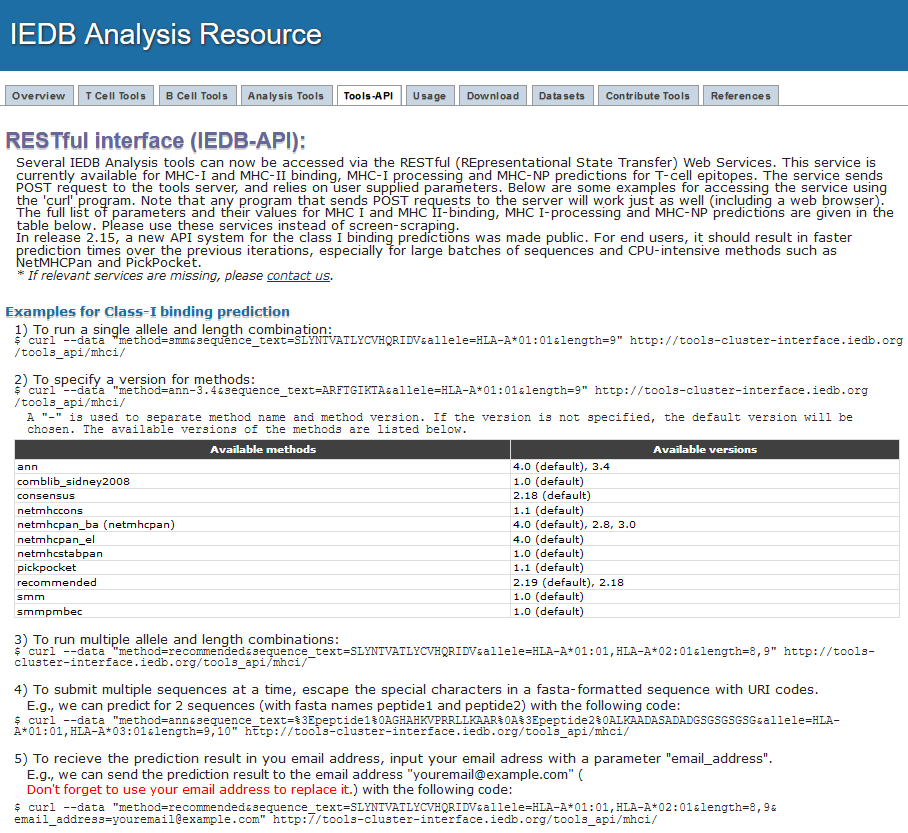 IEDB Analysis Resource
Overview
T Cell Tools
B Cell Tools
Analysis Tools
Tools-API
Usage
Download
Datasets
Contribute Tools
References
RESTful interface (IEDB-API):
Several IEDB Analysis tools can now be accessed via the RESTful (REpresentational State Transfer) Web Services. This service is
currently available for MHC-I and MHC-II binding, MHC-I processing and MHC-NP predictions for T-cell epitopes. The service sends
POST request to the tools server, and relies on user supplied parameters. Below are some examples for accessing the service using
the 'curl' program. Note that any program that sends POST requests to the server will work just as well (including a web browser).
The full list of parameters and their values for MHC I and MHC II-binding, MHC I-processing and MHC-NP predictions are given in the
table below. Please use these services instead of screen-scraping.
In release 2.15, a new API system for the class I binding predictions was made public. For end users, it should result in faster
prediction times over the previous iterations, especially for large batches of sequences and CPU-intensive methods such as
NetMHCPan and PickPocket.
* If relevant services are missing, please contact us.
Examples for Class-I binding prediction
1) To run a single allele and length combination:
$ curl --data "method=smm&sequence_text=SLYNTVATLYCVHQRIDV&allele=HLA-A*01:01&length=9" http://tools-cluster-interface.iedb.org
/tools_api/mhci/
2) To specify a version for methods:
$ curl --data "method=ann-3.4&sequence_text=ARFTGIKTA&allele=HLA-A*01:01&length=9" http://tools-cluster-interface.iedb.org
/tools_api/mhci/
A "-" is used to separate method name and method version. If the version is not specified, the default version will be
chosen. The available versions of the methods are listed below.
Available methods Available versions
ann 4.0 (default), 3.4
comblib_sidney2008 1.0 (default)
consensus 2.18 (default)
netmhccons 1.1 (default)
netmhcpan_ba (netmhcpan) 4.0 (default), 2.8, 3.0
netmhcpan_el 4.0 (default)
netmhcstabpan 1.0 (default)
pickpocket 1.1 (default)
recommended 2.19 (default), 2.18
smm 1.0 (default)
smmpmbec 1.0 (default)
3) To run multiple allele and length combinations:
$ curl --data "method=recommended&sequence_text=SLYNTVATLYCVHQRIDV&allele=HLA-A*01:01,HLA-A*02:01&length=8,9" http://tools-
cluster-interface.iedb.org/tools_api/mhci/
4) To submit multiple sequences at a time, escape the special characters in a fasta-formatted sequence with URI codes.
E.g., we can predict for 2 sequences (with fasta names peptide1 and peptide2) with the following code:
$ curl --data "method=ann&sequence_text=%3Epeptide1%0AGHAHKVPRRLLKAAR%0A%3Epeptide2%0ALKAADASADADGSGSGSGSG&allele=HLA-
A*01:01,HLA-A*03:01&length=9,10" http://tools-cluster-interface.iedb.org/tools_api/mhci/
5) To recieve the prediction result in you email address, input your email adress with a parameter "email_address".
E.g., we can send the prediction result to the email address "youremail@example.com" (
Don't forget to use your email address to replace it.) with the following code:
$ curl --data "method=recommended&sequence_text=SLYNTVATLYCVHQRIDV&allele=HLA-A*01:01,HLA-A*02:01&length=8,9&
email_address=youremail@example.com" http://tools-cluster-interface.iedb.org/tools_api/mhci/